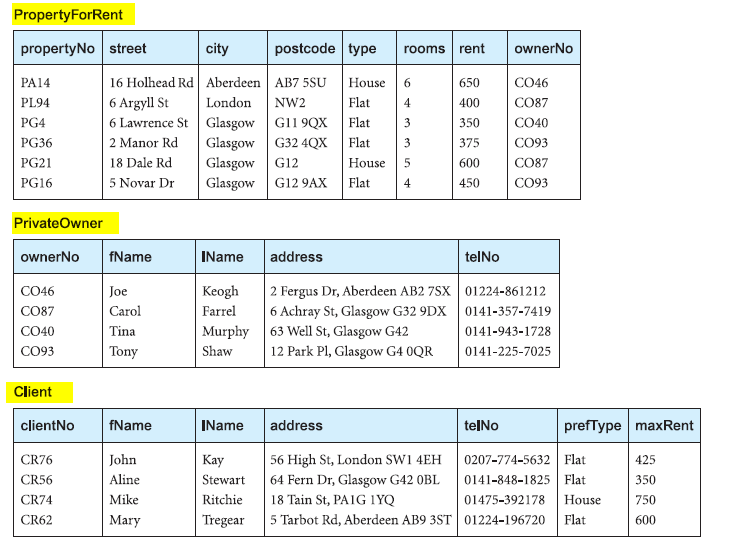 PropertyForRent
propertyNo street city postcode type rooms rent ownerNo
PA14 16 Holhead Rd Aberdeen AB7 5SU House 6 650 CO46
PL94 6 Argyll St London NW2 Flat 4 400 CO87
PG4 6 Lawrence St Glasgow G11 9QX Flat 3 350 CO40
PG36 2 Manor Rd Glasgow G32 4QX Flat 3 375 CO93
PG21 18 Dale Rd Glasgow G12 House 5 600 CO87
PG16 5 Novar Dr Glasgow G12 9AX Flat 4 450 CO93
PrivateOwner
ownerNo fName lName address telNo
CO46 Joe Keogh 2 Fergus Dr, Aberdeen AB2 7SX 01224-861212
CO87 Carol Farrel 6 Achray St, Glasgow G32 9DX 0141-357-7419
CO40 Tina Murphy 63 Well St, Glasgow G42 0141-943-1728
CO93 Tony Shaw 12 Park Pl, Glasgow G4 0QR 0141-225-7025
Client
clientNo fName lName address telNo prefType maxRent
CR76 John Kay 56 High St, London SW1 4EH 0207-774-5632 Flat 425
CR56 Aline Stewart 64 Fern Dr, Glasgow G42 0BL 0141-848-1825 Flat 350
CR74 Mike Ritchie 18 Tain St, PA1G 1YQ 01475-392178 House 750
CR62 Mary Tregear 5 Tarbot Rd, Aberdeen AB9 3ST 01224-196720 Flat 600